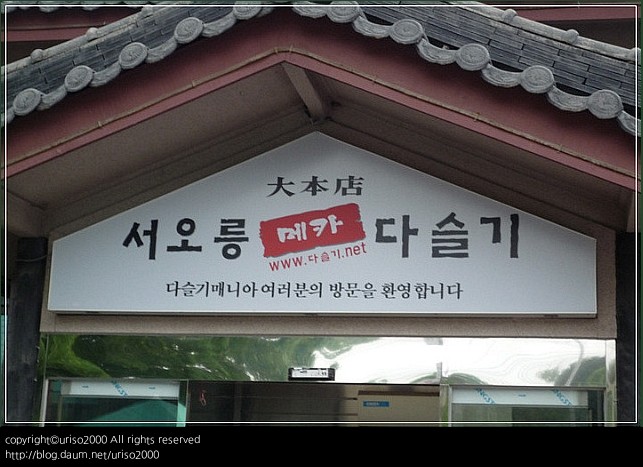 大本店
서오릉 메카 다슬기
www.다슬기.net
다슬기매니아 여러분의 방문을 환영합니다
copyright©uriso2000 All rights reserved
http://blog.daum.net/uriso2000